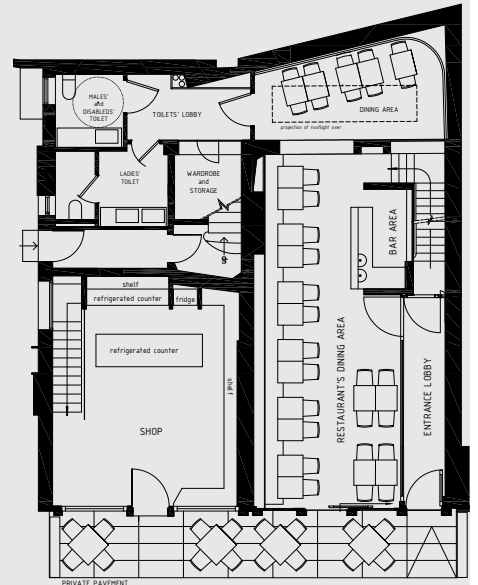 MALES'
and
DISABLEDS'
TOILET
TOILETS' LOBBY
DINING AREA
projection of rooflight over
LADIES'
TOILET
WARDROBE
and
STORAGE
BAR AREA
UP
shelf
refrigerated counter
fridge
refrigerated counter
shelf
RESTAURANT'S DINING AREA
ENTRANCE LOBBY
SHOP
PRIVATE PAVEMENT